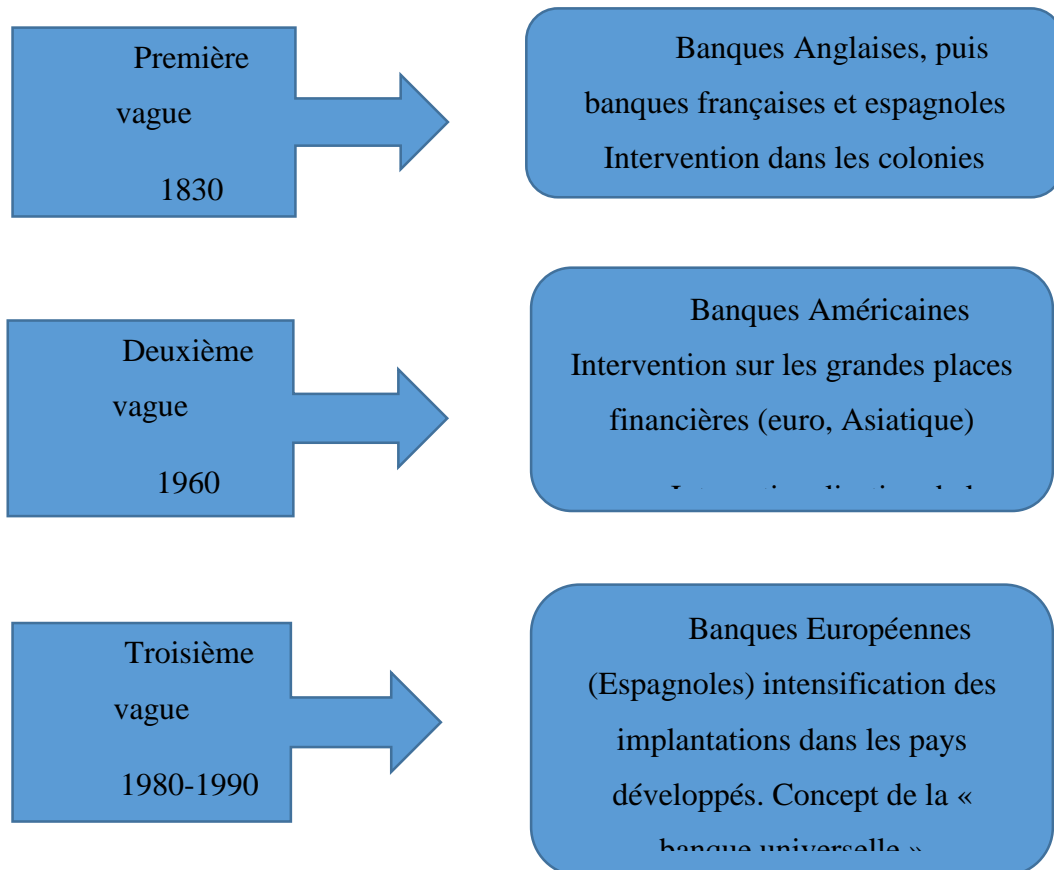 Première
vague
1830
Banques Anglaises, puis
banques françaises et espagnoles
Intervention dans les colonies
Deuxième
vague
1960
Banques Américaines
Intervention sur les grandes places
financières (euro, Asiatique)
Troisième
vague
1980-1990
Banques Européennes
(Espagnoles) intensification des
implantations dans les pays
développés. Concept de la «
banque universelle »